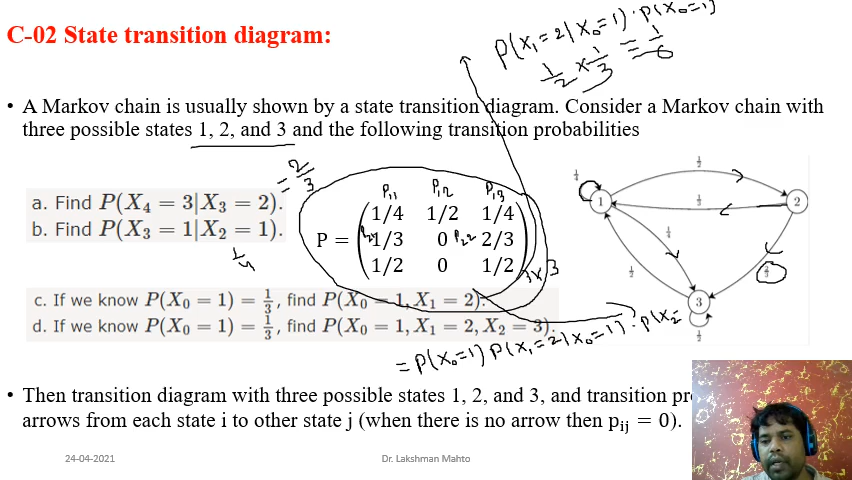 C-02 State transition diagram:
P(X₁=2|X₀=1)·P(X₀=1)
1/2 × 1/3 = 1/6
• A Markov chain is usually shown by a state transition diagram. Consider a Markov chain with
three possible states 1, 2, and 3 and the following transition probabilities
a. Find P(X₄ = 3|X₃ = 2). = 2/3
b. Find P(X₃ = 1|X₂ = 1). 1/4
P₁₁ P₁₂ P₁₃
P =
1/4 1/2 1/4
1/3 0 P₂₂ 2/3
1/2 0 1/2
3×3
1/4 1 1/2 2
1/3
1/4
1/2 2/3
3
1/2
c. If we know P(X₀ = 1) = 1/3, find P(X₀ = 1, X₁ = 2).
d. If we know P(X₀ = 1) = 1/3, find P(X₀ = 1, X₁ = 2, X₂ = 3).
= P(X₀=1) P(X₁=2|X₀=1)·P(X₂
• Then transition diagram with three possible states 1, 2, and 3, and transition
arrows from each state i to other state j (when there is no arrow then pᵢⱼ = 0).
24-04-2021 Dr. Lakshman Mahto